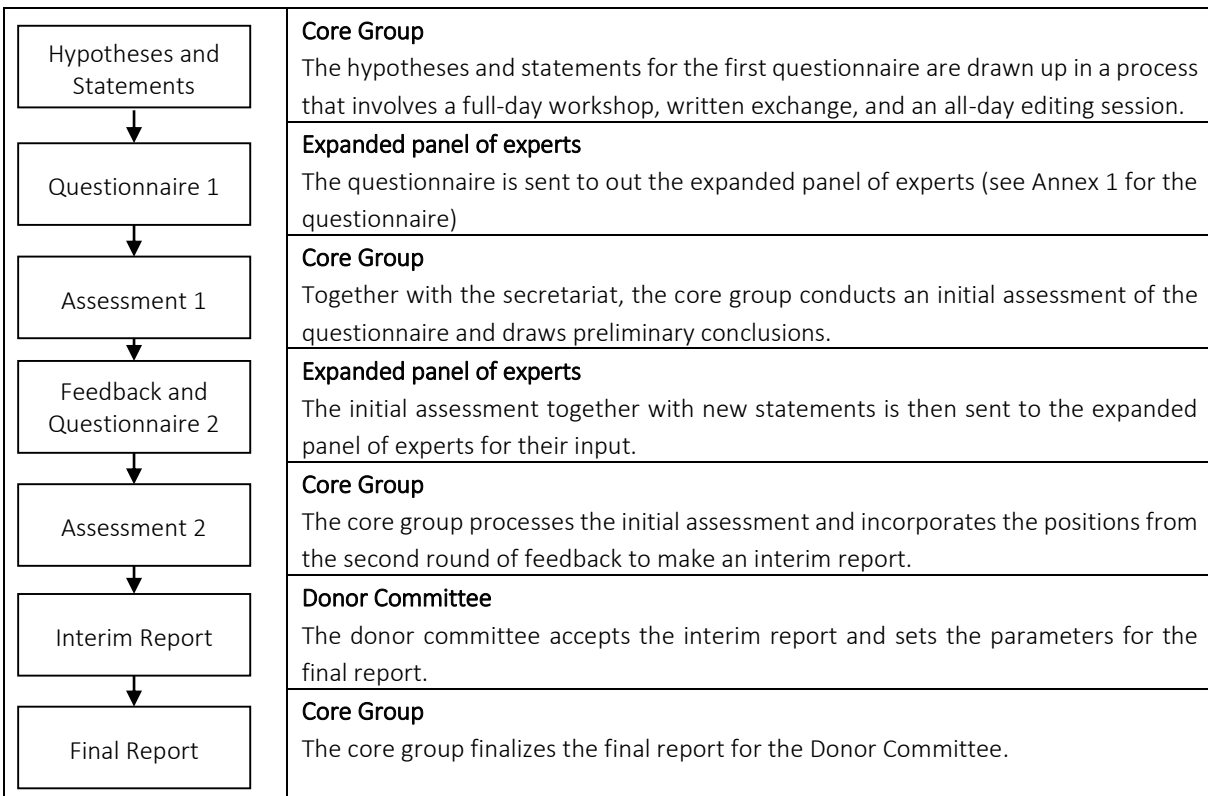 Hypotheses and
Statements
Core Group
The hypotheses and statements for the first questionnaire are drawn up in a process
that involves a full-day workshop, written exchange, and an all-day editing session.
Questionnaire 1
Expanded panel of experts
The questionnaire is sent to out the expanded panel of experts (see Annex 1 for the
questionnaire)
Assessment 1
Core Group
Together with the secretariat, the core group conducts an initial assessment of the
questionnaire and draws preliminary conclusions.
Feedback and
Questionnaire 2
Expanded panel of experts
The initial assessment together with new statements is then sent to the expanded
panel of experts for their input.
Assessment 2
Core Group
The core group processes the initial assessment and incorporates the positions from
the second round of feedback to make an interim report.
Interim Report
Donor Committee
The donor committee accepts the interim report and sets the parameters for the
final report.
Final Report
Core Group
The core group finalizes the final report for the Donor Committee.